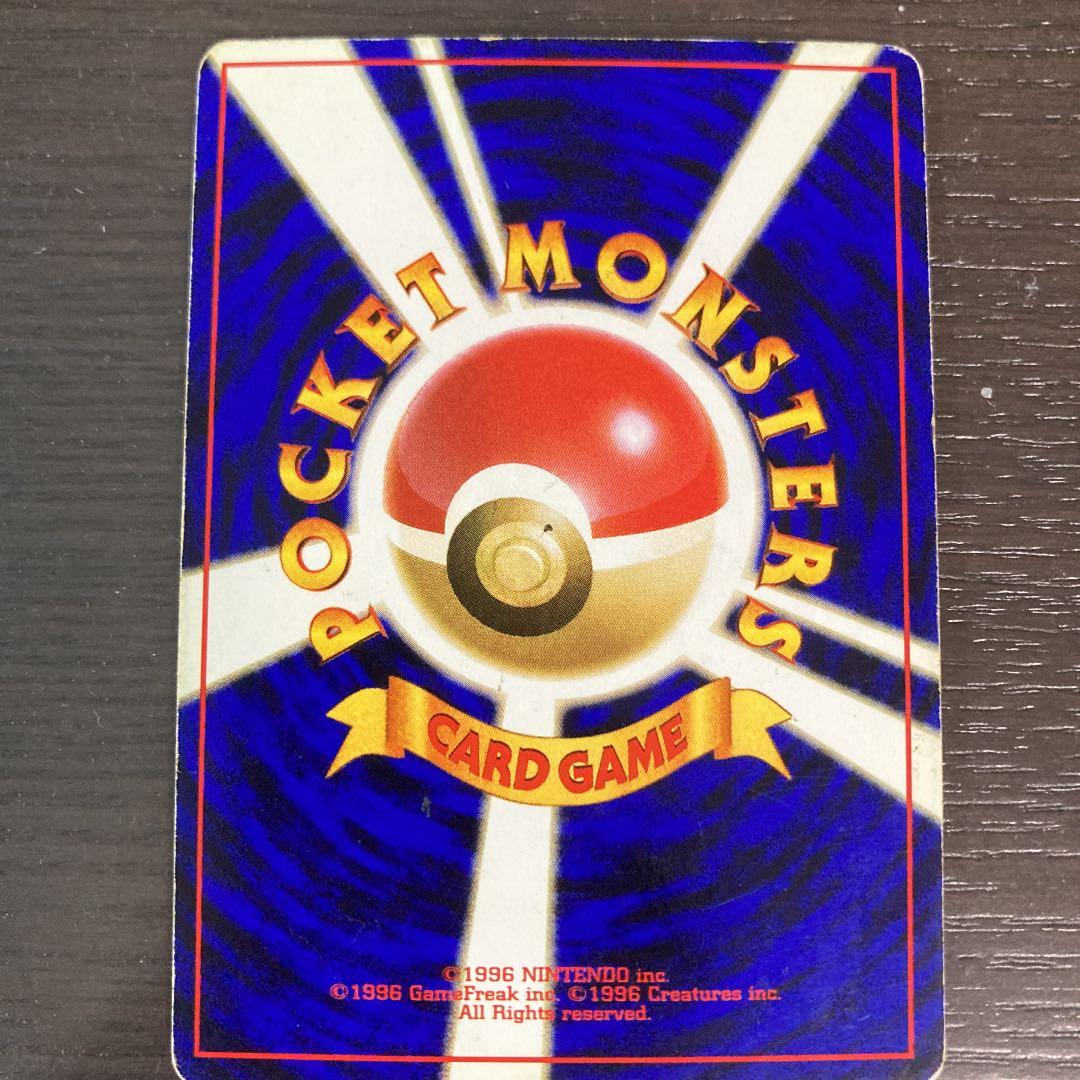 POCKET MONSTERS
CARD GAME
©1996 NINTENDO inc.
©1996 GameFreak inc. ©1996 Creatures inc.
All Rights reserved.